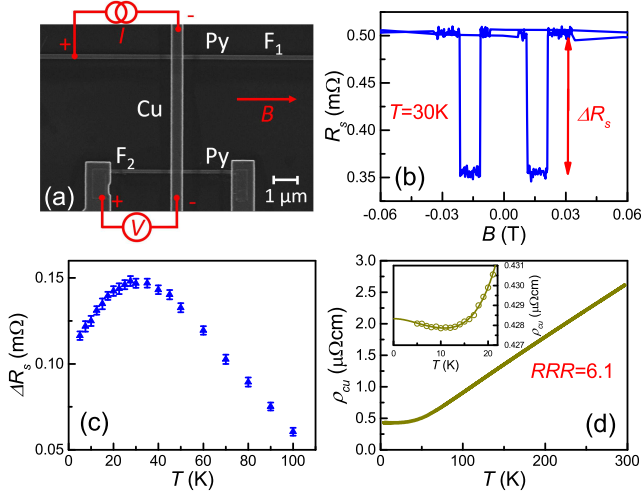 (a)
+
I
-
Py
F1
Cu
B
F2
Py
+
-
V
1 μm
0.50
0.45
0.40
0.35
Rs (mΩ)
T=30K
ΔRs
(b)
-0.06
-0.03
0.00
0.03
0.06
B (T)
0.15
0.10
0.05
ΔRs (mΩ)
(c)
0
20
40
60
80
100
T (K)
3.0
2.5
2.0
1.5
1.0
0.5
0.0
ρcu (μΩcm)
0.431
0.430
0.429
0.428
0.427
ρcu (μΩcm)
0
10
20
T (K)
RRR=6.1
(d)
0
100
200
300
T (K)